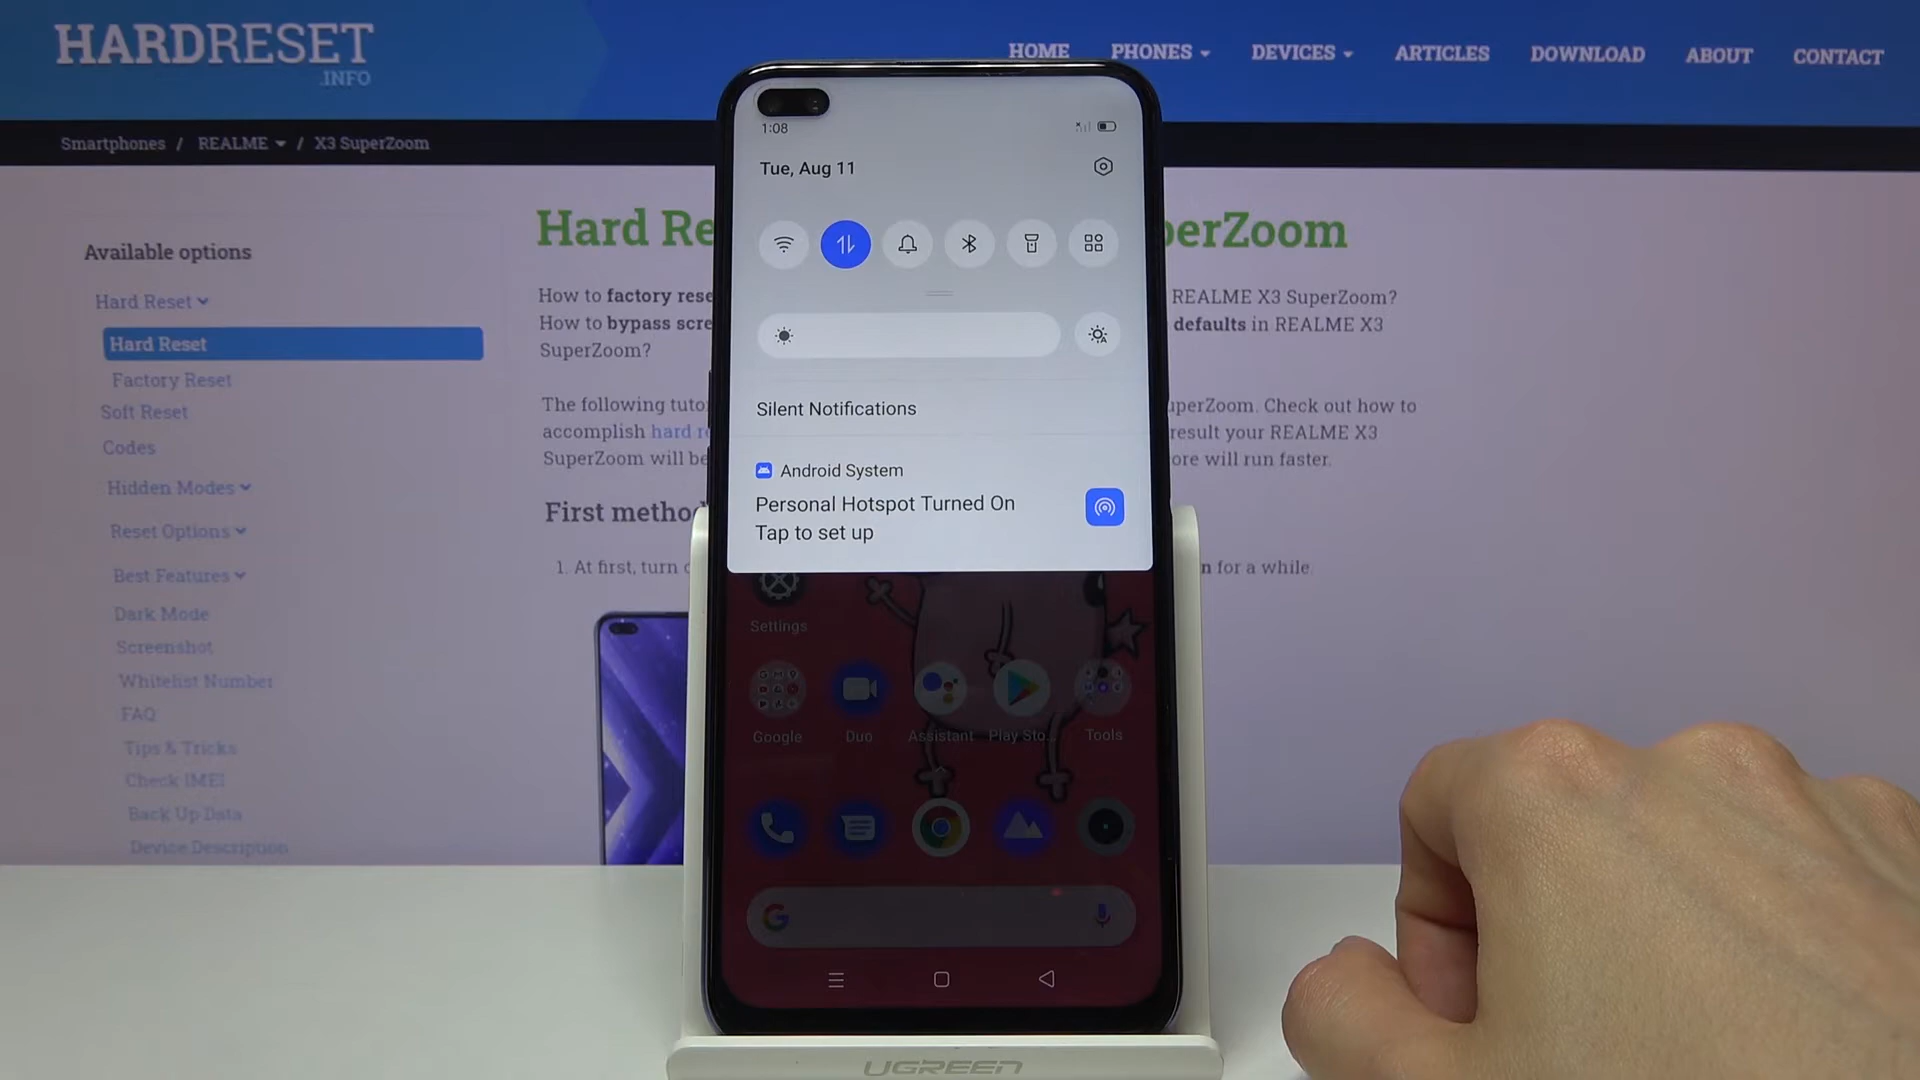 HARDRESET
.INFO
HOME PHONES DEVICES ARTICLES DOWNLOAD ABOUT CONTACT
Smartphones / REALME / X3 SuperZoom
Available options
Hard Reset
Hard Reset
Factory Reset
Soft Reset
Codes
Hidden Modes
Reset Options
Best Features
Dark Mode
Screenshot
Whitelist Number
FAQ
Tips & Tricks
Check IMEI
Back Up Data
Device Description
Hard Re perZoom
How to factory rese REALME X3 SuperZoom?
How to bypass scre defaults in REALME X3
SuperZoom?
The following tuto uperZoom. Check out how to
accomplish hard r result your REALME X3
SuperZoom will be ore will run faster.
First metho
1. At first, turn o n for a while.
1:08
Tue, Aug 11
Silent Notifications
Android System
Personal Hotspot Turned On
Tap to set up
Settings
Google Duo Assistant Play Sto... Tools
UGREEN